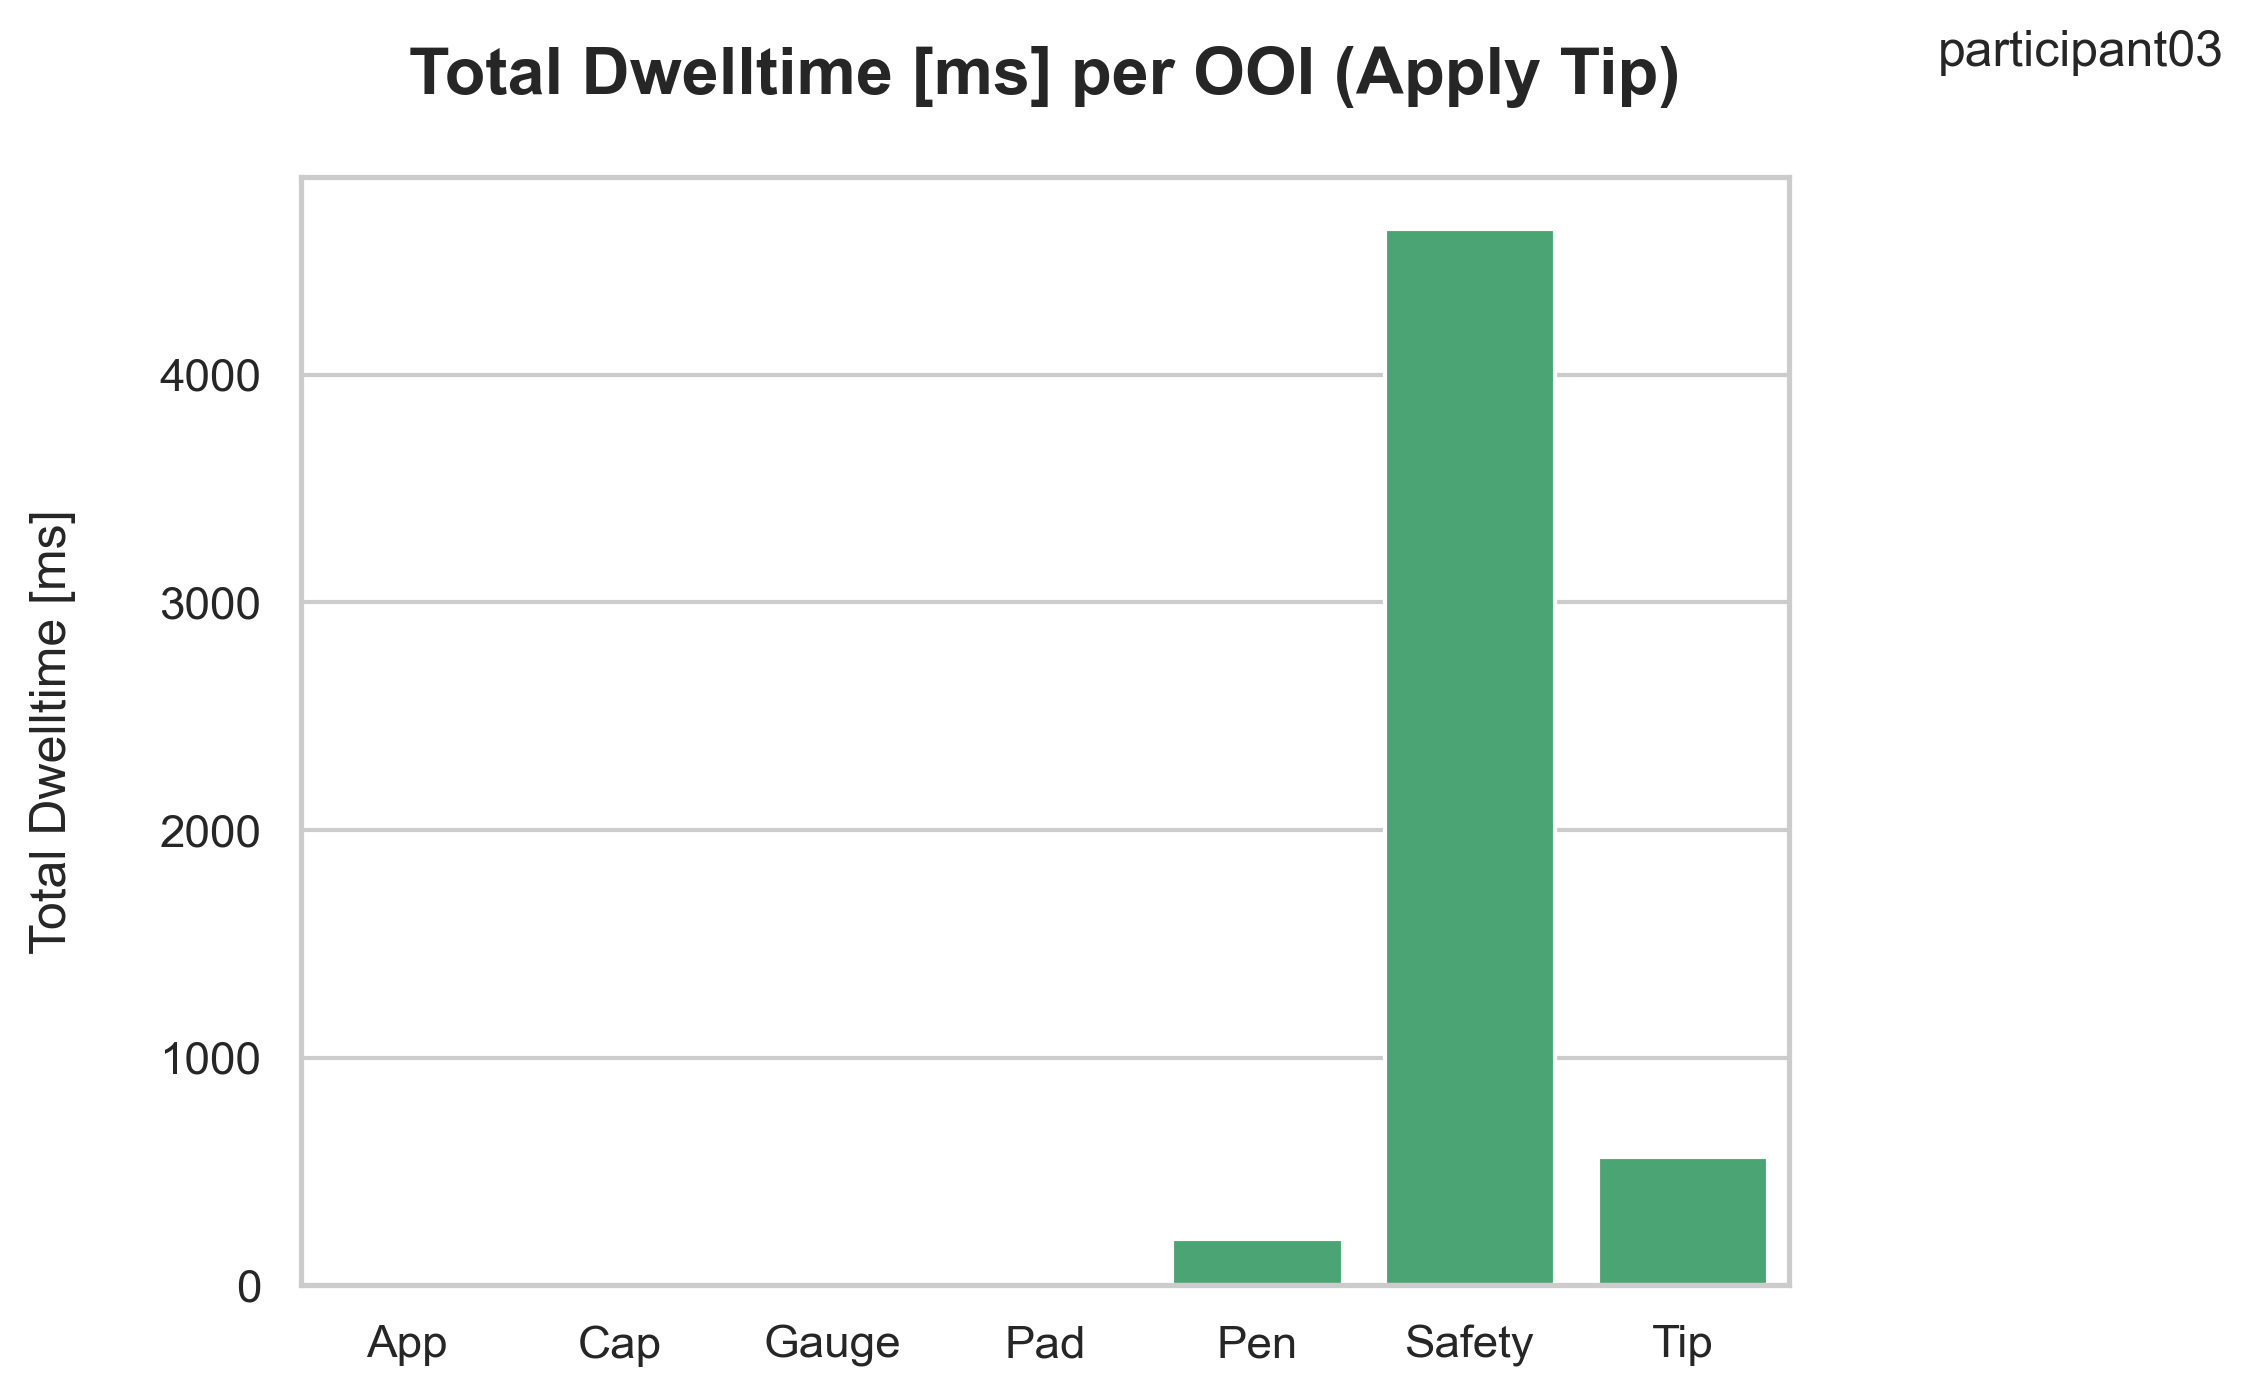 Total Dwelltime [ms] per OOI (Apply Tip)
participant03
Total Dwelltime [ms]
4000
3000
2000
1000
0
App Cap Gauge Pad Pen Safety Tip